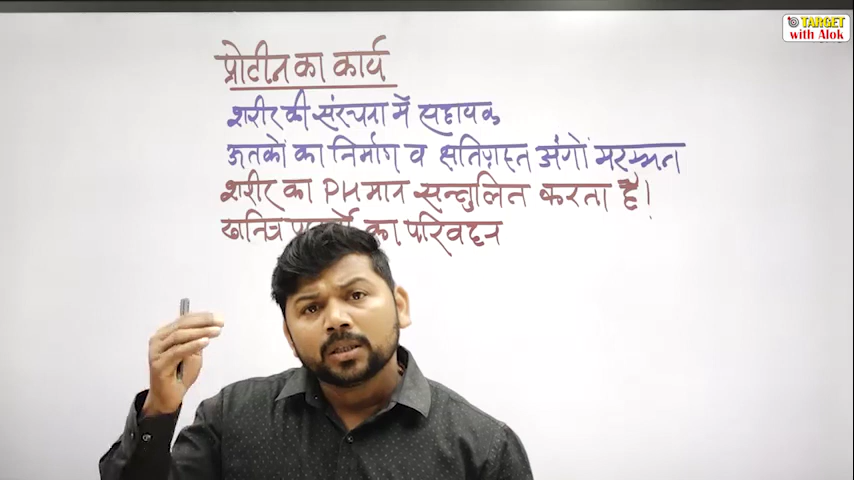 TARGET
with Alok
प्रोटीन का कार्य
शरीर की संरचना में सहायक
ऊतकों का निर्माण व क्षतिग्रस्त अंगों मरम्मत
शरीर का PH मान सन्तुलित करता है।
खनिज का परिवहन